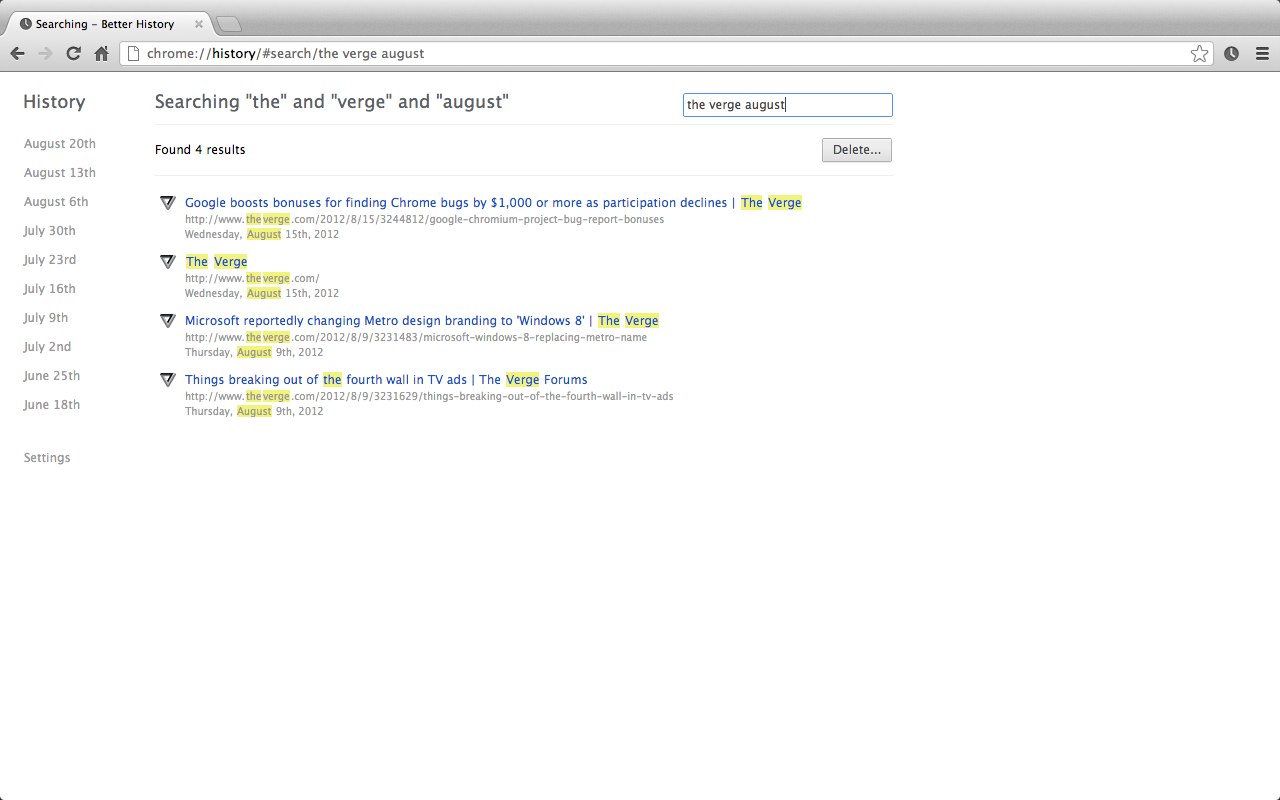 Searching – Better History
chrome://history/#search/the verge august
History
August 20th
August 13th
August 6th
July 30th
July 23rd
July 16th
July 9th
July 2nd
June 25th
June 18th
Settings
Searching "the" and "verge" and "august"
the verge august
Found 4 results
Delete...
Google boosts bonuses for finding Chrome bugs by $1,000 or more as participation declines | The Verge
http://www.theverge.com/2012/8/15/3244812/google-chromium-project-bug-report-bonuses
Wednesday, August 15th, 2012
The Verge
http://www.theverge.com/
Wednesday, August 15th, 2012
Microsoft reportedly changing Metro design branding to 'Windows 8' | The Verge
http://www.theverge.com/2012/8/9/3231483/microsoft-windows-8-replacing-metro-name
Thursday, August 9th, 2012
Things breaking out of the fourth wall in TV ads | The Verge Forums
http://www.theverge.com/2012/8/9/3231629/things-breaking-out-of-the-fourth-wall-in-tv-ads
Thursday, August 9th, 2012